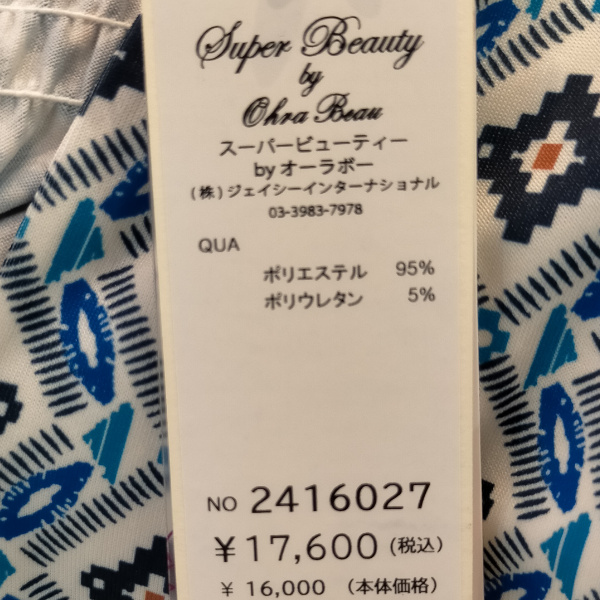 Super Beauty
by
Ohra Beau
スーパービューティー
by オーラボー
(株)ジェイシーインターナショナル
03-3983-7978
QUA
ポリエステル 95%
ポリウレタン 5%
NO 2416027
¥17,600(税込)
¥ 16,000 (本体価格)